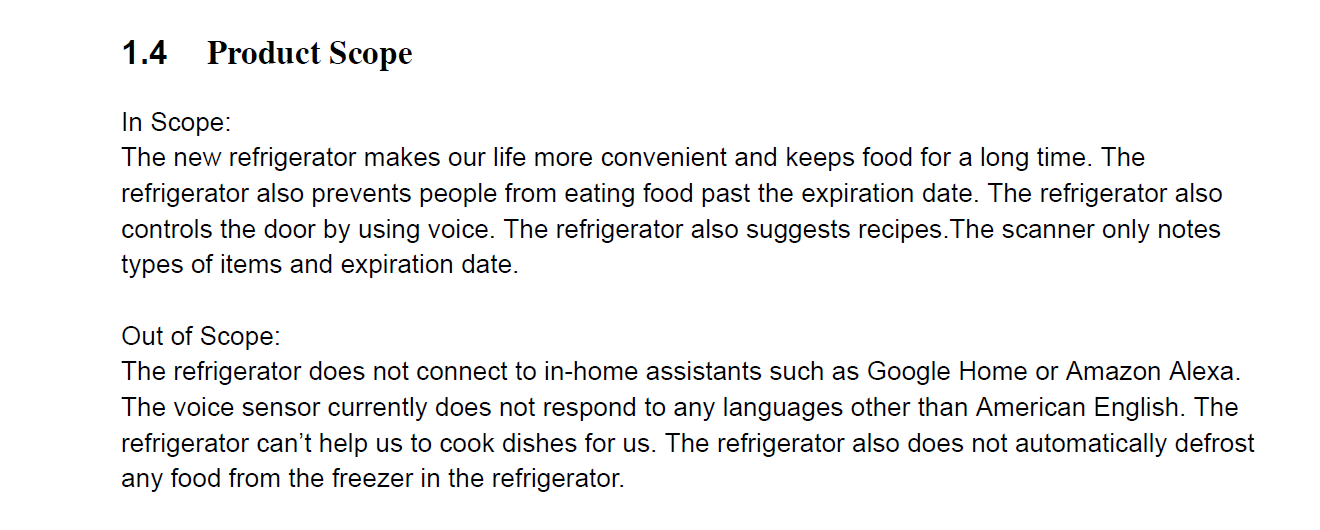 1.4 Product Scope
In Scope:
The new refrigerator makes our life more convenient and keeps food for a long time. The
refrigerator also prevents people from eating food past the expiration date. The refrigerator also
controls the door by using voice. The refrigerator also suggests recipes.The scanner only notes
types of items and expiration date.
Out of Scope:
The refrigerator does not connect to in-home assistants such as Google Home or Amazon Alexa.
The voice sensor currently does not respond to any languages other than American English. The
refrigerator can’t help us to cook dishes for us. The refrigerator also does not automatically defrost
any food from the freezer in the refrigerator.